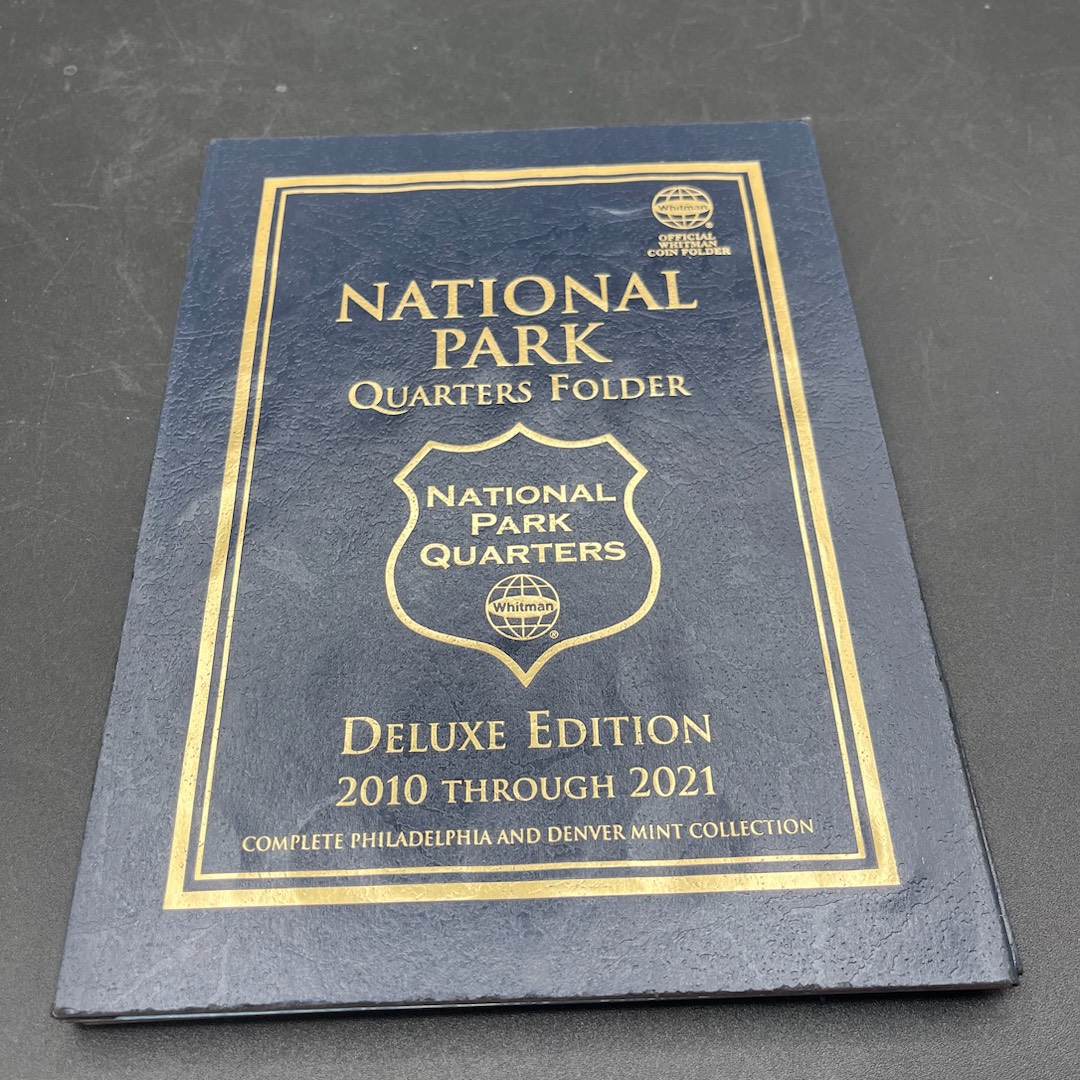 Whitman®
OFFICIAL
WHITMAN
COIN FOLDER
NATIONAL
PARK
QUARTERS FOLDER
NATIONAL
PARK
QUARTERS
Whitman®
DELUXE EDITION
2010 THROUGH 2021
COMPLETE PHILADELPHIA AND DENVER MINT COLLECTION